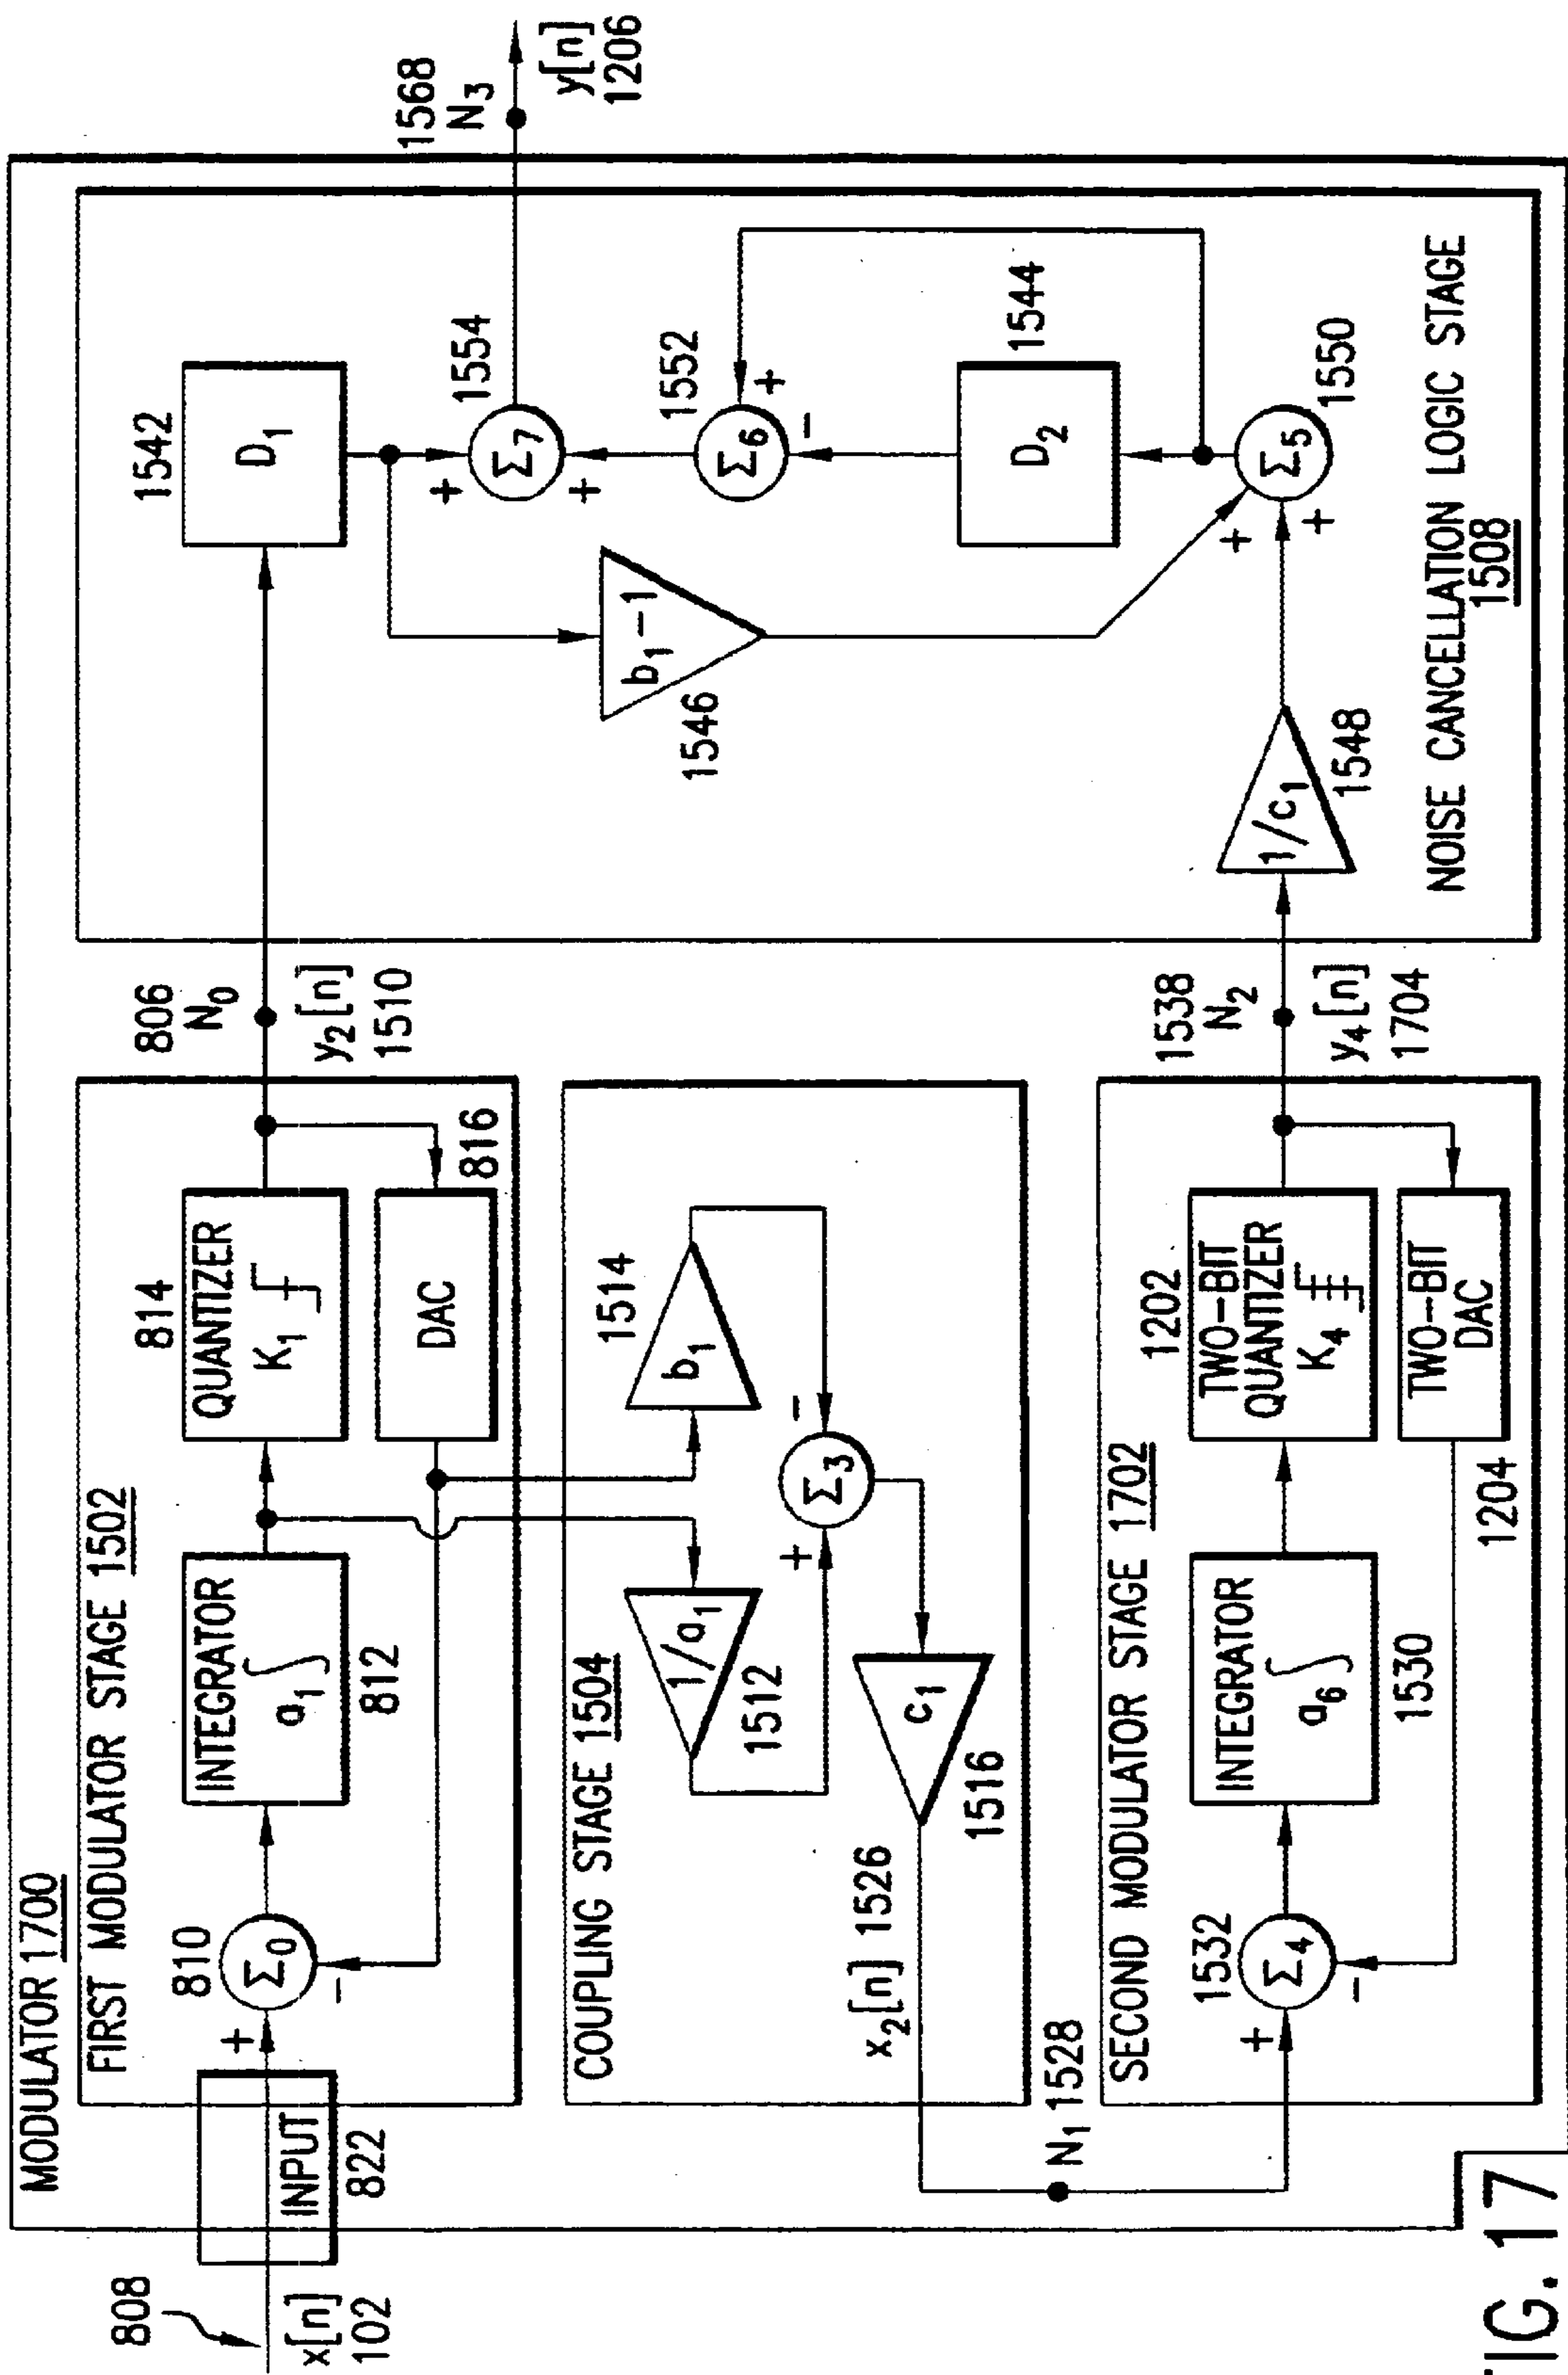 MODULATOR 1700
808
x[n]
102
INPUT
822
FIRST MODULATOR STAGE 1502
810
+
Σ0
-
INTEGRATOR
a1∫
812
814
QUANTIZER
K1
DAC
816
806
N0
y2[n]
1510
COUPLING STAGE 1504
1/a1
1512
b1
1514
+
-
Σ3
c1
1516
x2[n] 1526
N1 1528
SECOND MODULATOR STAGE 1702
1532
+
Σ4
-
INTEGRATOR
a6∫
1530
1202
TWO-BIT
QUANTIZER
K4
TWO-BIT
DAC
1204
1538
N2
y4[n]
1704
1542
D1
+
Σ7
+
1554
b1-1
1546
1552
Σ6
+
-
D2
1544
+
+
Σ5
1550
1/c1
1548
NOISE CANCELLATION LOGIC STAGE
1508
1568
N3
y[n]
1206
FIG. 17